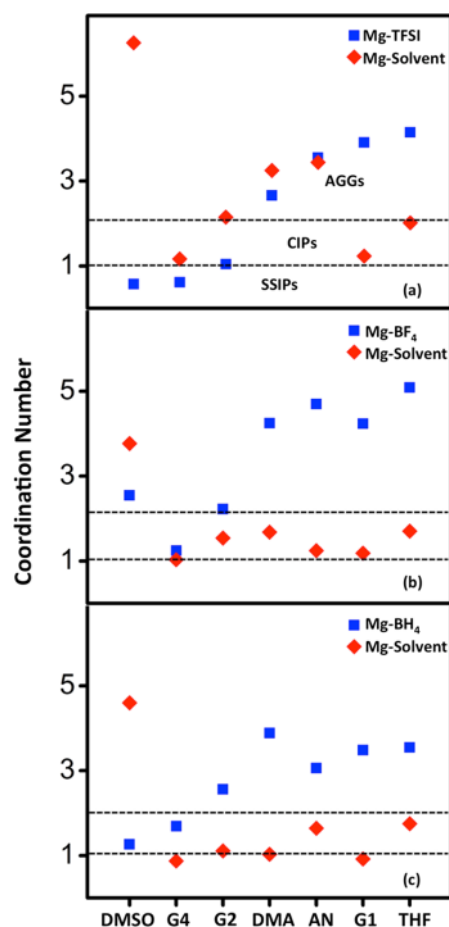 Mg-TFSI
Mg-Solvent
5
3
1
AGGs
CIPs
SSIPs
(a)
Mg-BF₄
Mg-Solvent
5
3
1
(b)
Mg-BH₄
Mg-Solvent
5
3
1
(c)
Coordination Number
DMSO G4 G2 DMA AN G1 THF